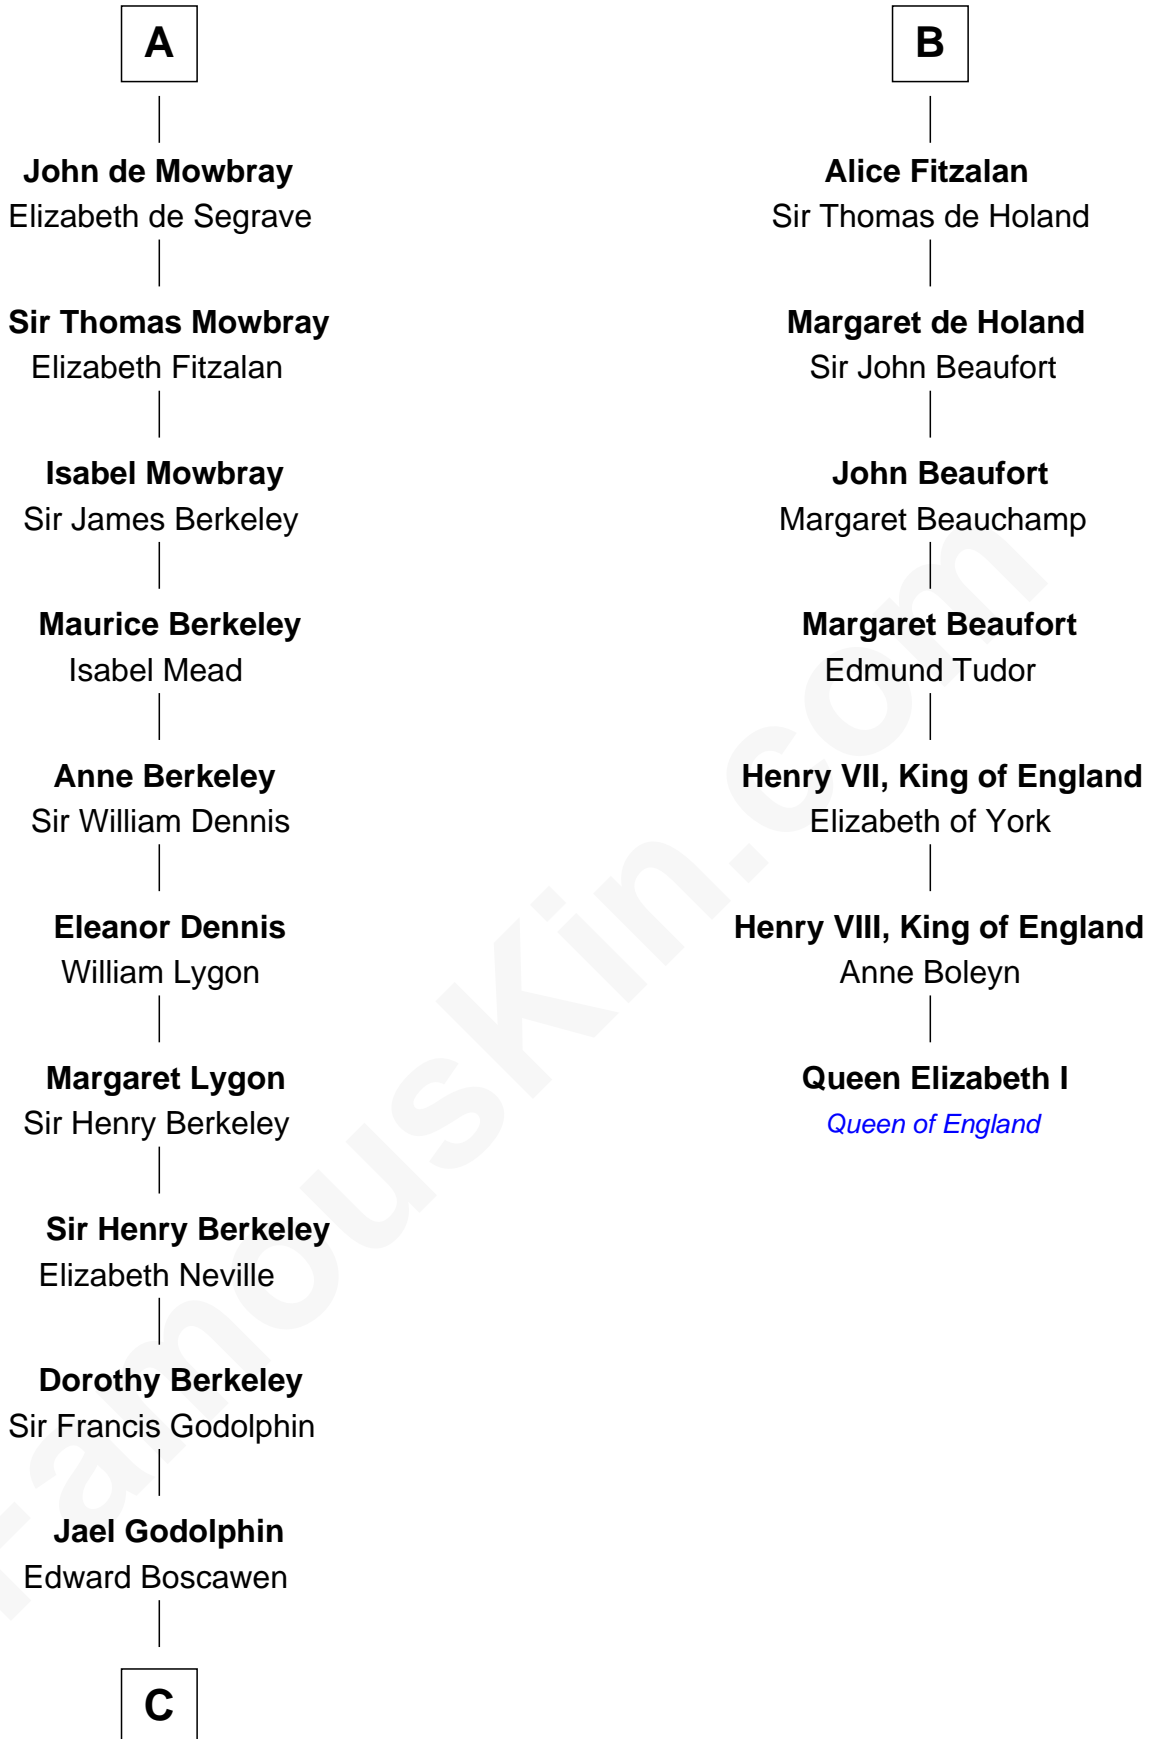 A
John de Mowbray
Elizabeth de Segrave
Sir Thomas Mowbray
Elizabeth Fitzalan
Isabel Mowbray
Sir James Berkeley
Maurice Berkeley
Isabel Mead
Anne Berkeley
Sir William Dennis
Eleanor Dennis
William Lygon
Margaret Lygon
Sir Henry Berkeley
Sir Henry Berkeley
Elizabeth Neville
Dorothy Berkeley
Sir Francis Godolphin
Jael Godolphin
Edward Boscawen
C
B
Alice Fitzalan
Sir Thomas de Holand
Margaret de Holand
Sir John Beaufort
John Beaufort
Margaret Beauchamp
Margaret Beaufort
Edmund Tudor
Henry VII, King of England
Elizabeth of York
Henry VIII, King of England
Anne Boleyn
Queen Elizabeth I
Queen of England
FamousKin.com